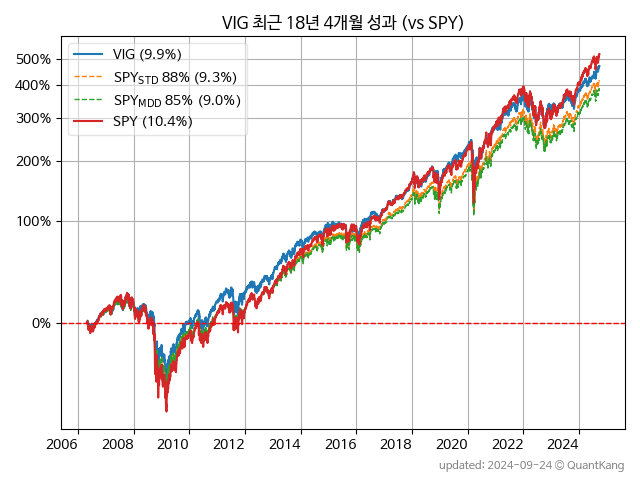 VIG 최근 18년 4개월 성과 (vs SPY)
VIG (9.9%)
SPY_STD 88% (9.3%)
SPY_MDD 85% (9.0%)
SPY (10.4%)
500%
400%
300%
200%
100%
0%
2006 2008 2010 2012 2014 2016 2018 2020 2022 2024
updated: 2024-09-24 © QuantKang